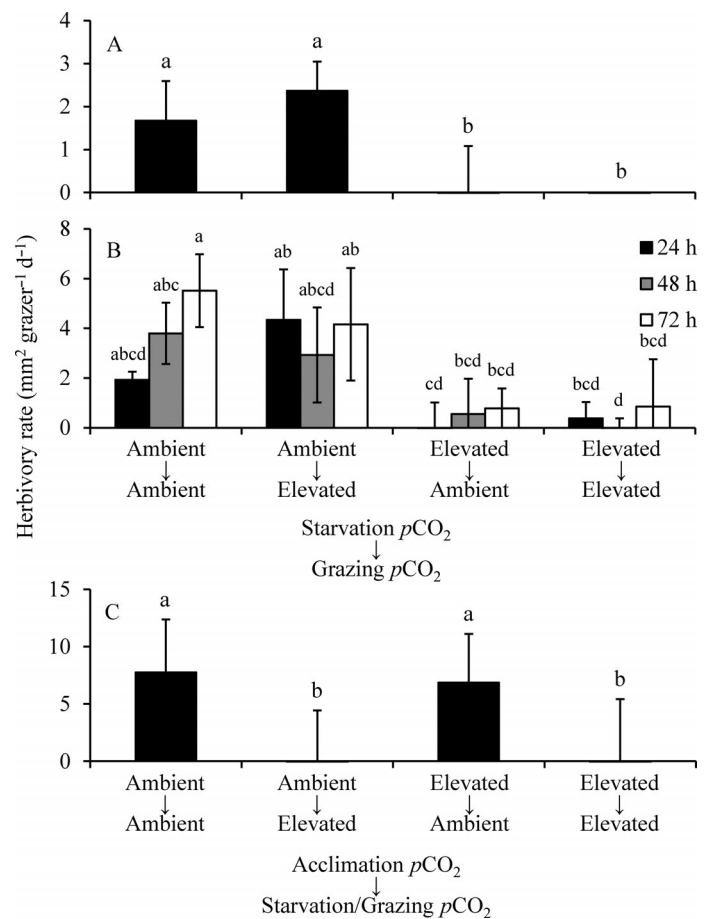 Herbivory rate (mm² grazer⁻¹ d⁻¹)
A
4
3
2
1
0
a
a
b
b
B
8
6
4
2
0
abcd
abc
a
ab
abcd
ab
cd
bcd
bcd
bcd
d
bcd
24 h
48 h
72 h
Ambient Ambient Elevated Elevated
↓ ↓ ↓ ↓
Ambient Elevated Ambient Elevated
Starvation pCO₂
↓
Grazing pCO₂
C
15
10
5
0
a
b
a
b
Ambient Ambient Elevated Elevated
↓ ↓ ↓ ↓
Ambient Elevated Ambient Elevated
Acclimation pCO₂
↓
Starvation/Grazing pCO₂